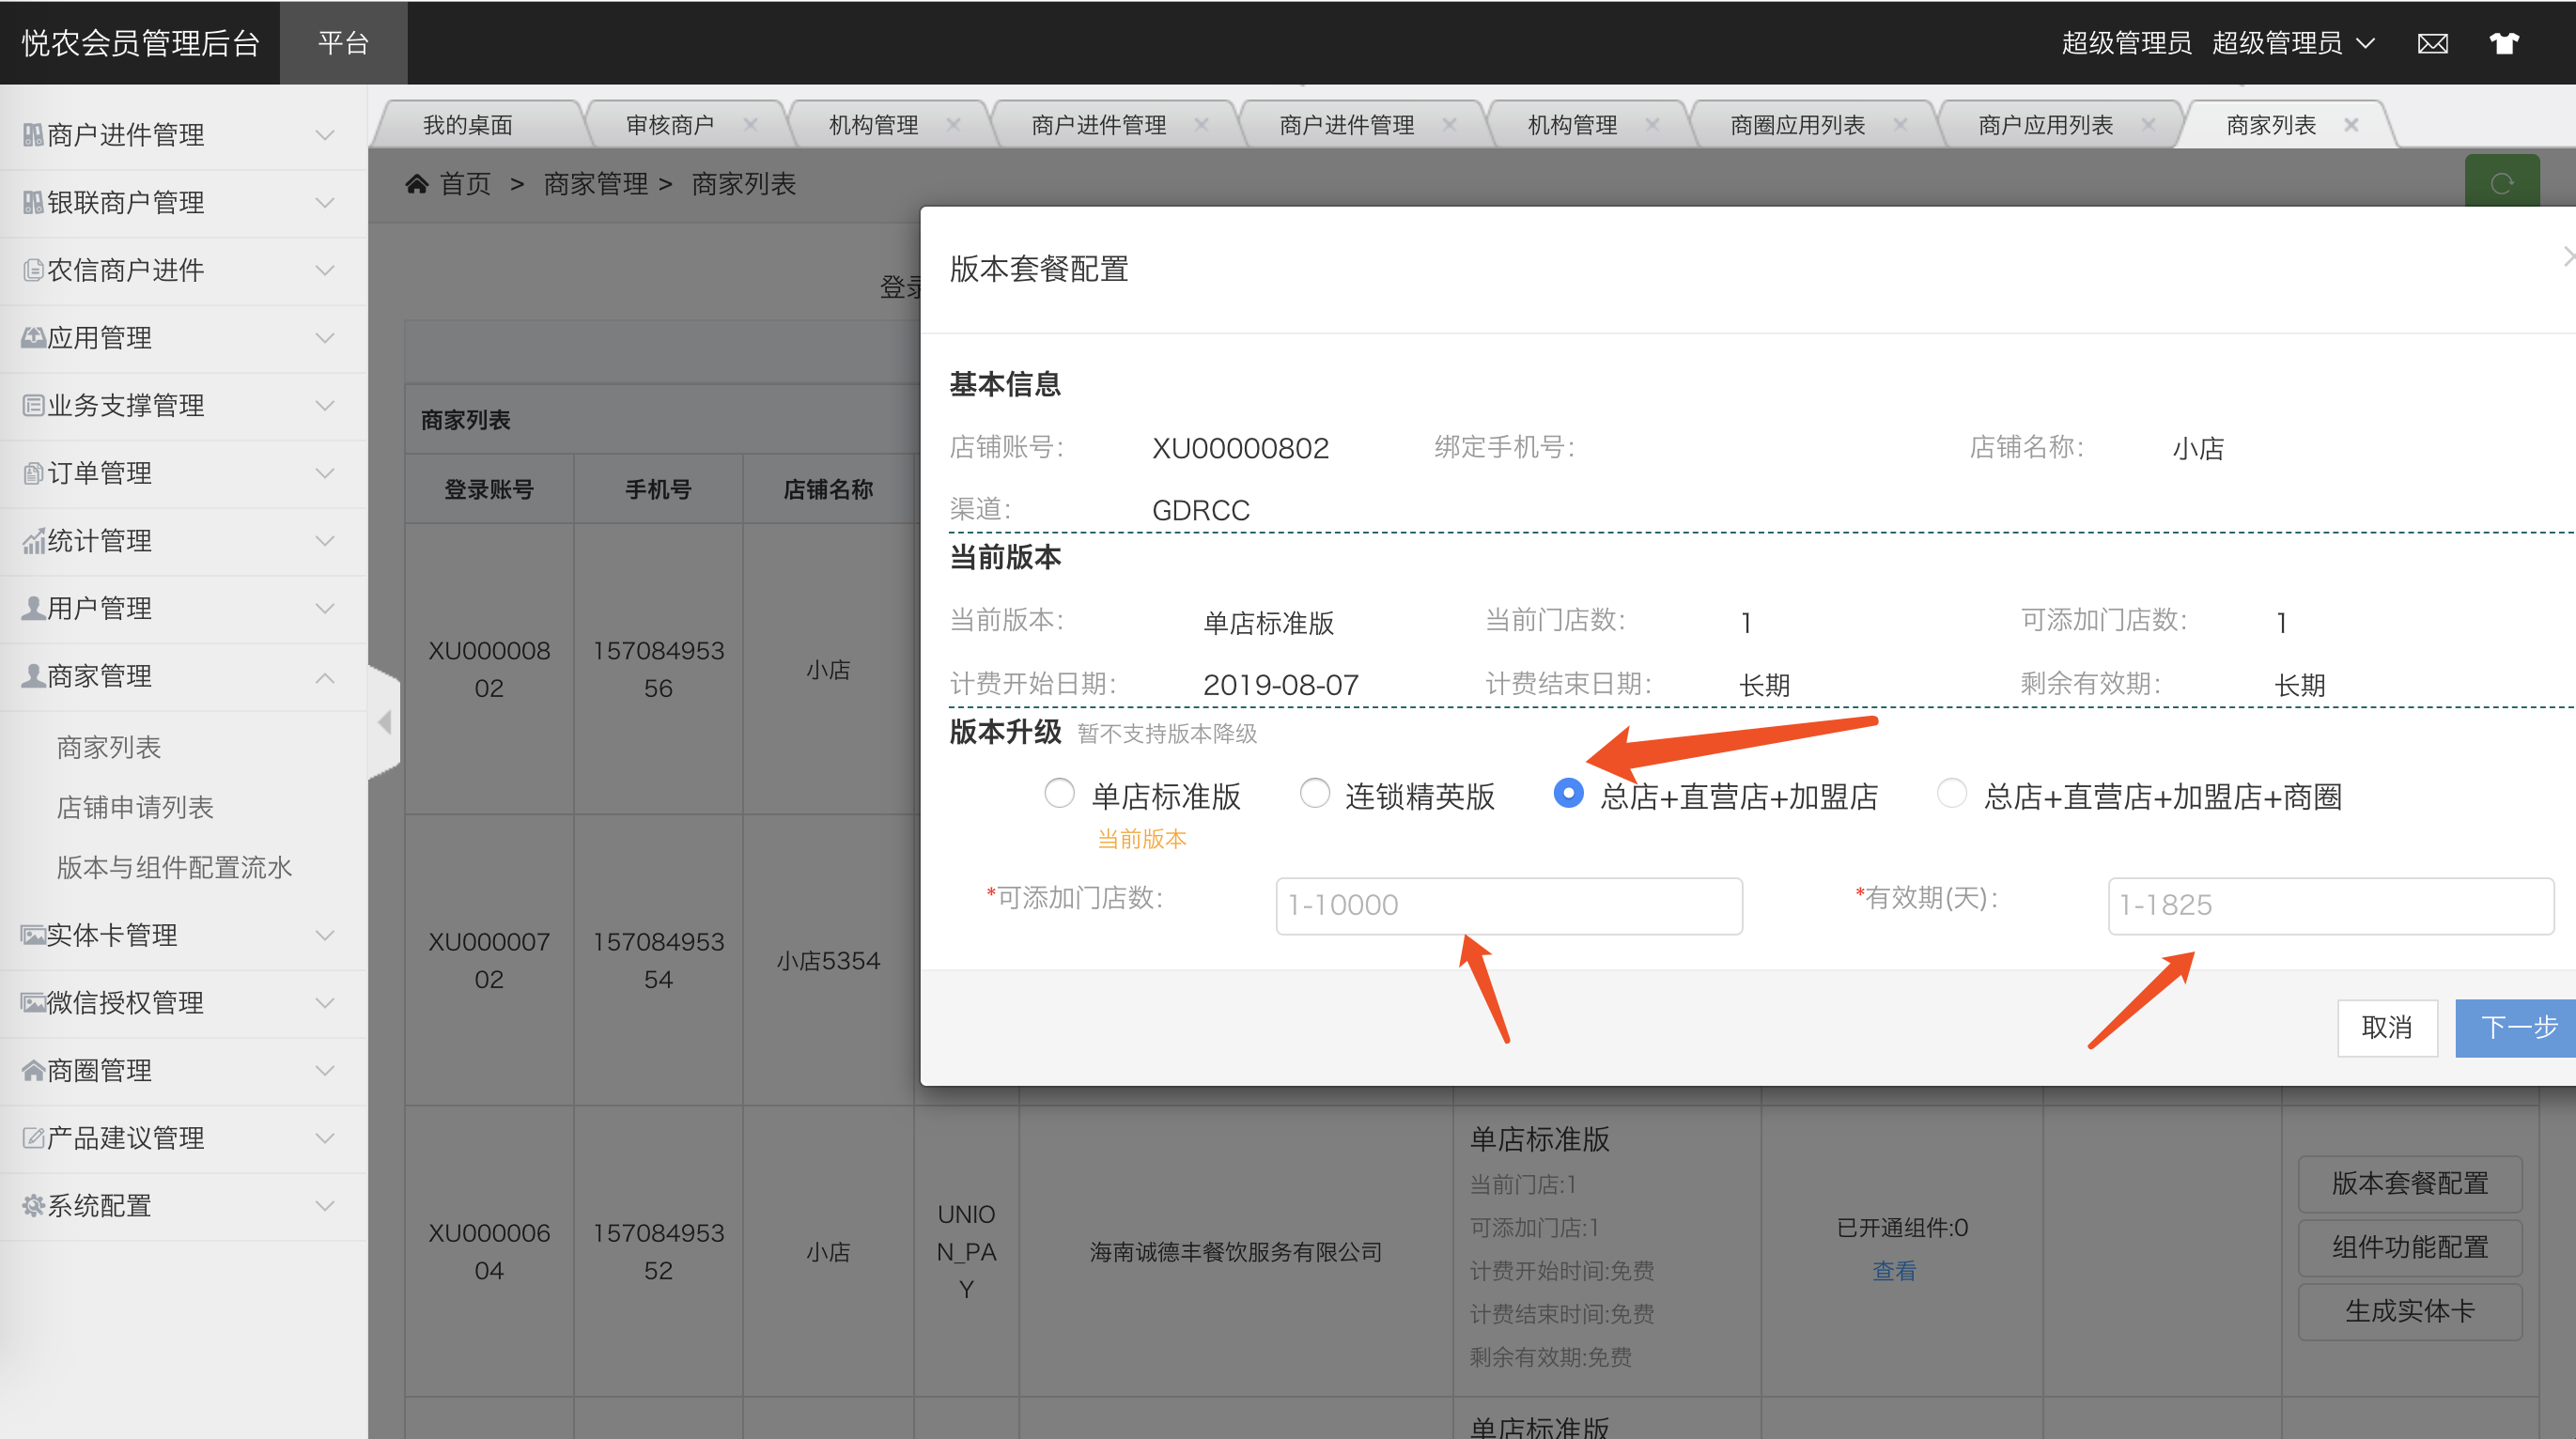 悦农会员管理后台
平台
超级管理员 超级管理员
商户进件管理
银联商户管理
农信商户进件
应用管理
业务支撑管理
订单管理
统计管理
用户管理
商家管理
商家列表
店铺申请列表
版本与组件配置流水
实体卡管理
微信授权管理
商圈管理
产品建议管理
系统配置
我的桌面
审核商户
机构管理
商户进件管理
商户进件管理
机构管理
商圈应用列表
商户应用列表
商家列表
首页 > 商家管理 > 商家列表
登录
商家列表
登录账号 手机号 店铺名称
XU000008
02
157084953
56
小店
XU000007
02
157084953
54
小店5354
XU000006
04
157084953
52
小店
UNIO
N_PA
Y
海南诚德丰餐饮服务有限公司
单店标准版
当前门店:1
可添加门店:1
计费开始时间:免费
计费结束时间:免费
剩余有效期:免费
已开通组件:0
查看
版本套餐配置
组件功能配置
生成实体卡
单店标准版
版本套餐配置
基本信息
店铺账号: XU00000802 绑定手机号: 店铺名称: 小店
渠道: GDRCC
当前版本
当前版本: 单店标准版 当前门店数: 1 可添加门店数: 1
计费开始日期: 2019-08-07 计费结束日期: 长期 剩余有效期: 长期
版本升级 暂不支持版本降级
单店标准版 连锁精英版 总店+直营店+加盟店 总店+直营店+加盟店+商圈
当前版本
*可添加门店数: 1-10000 *有效期(天): 1-1825
取消 下一步